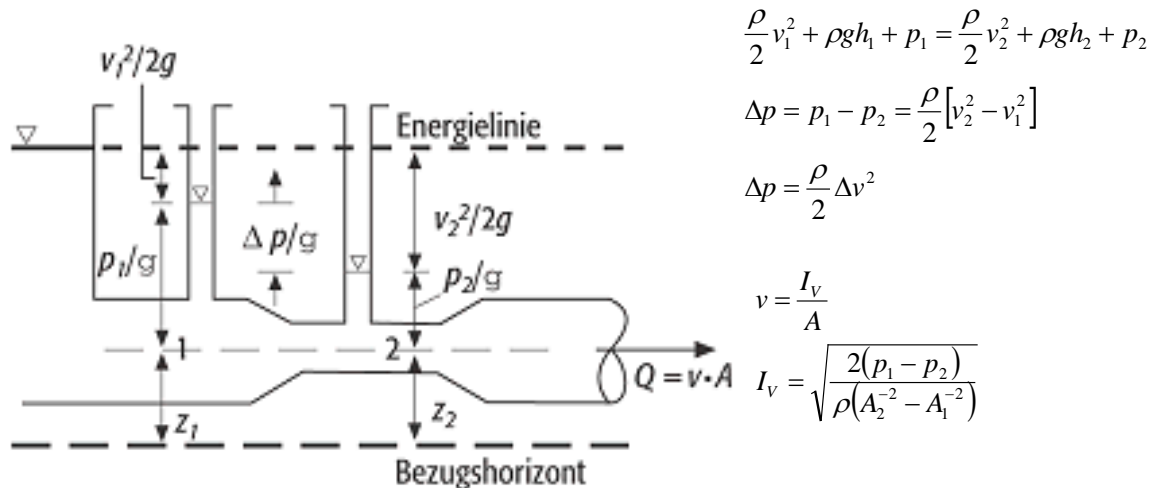 v₁²/2g
Energielinie
v₂²/2g
Δ p/g
p₁/g
p₂/g
1
2
Q = v•A
z₁
z₂
Bezugshorizont
ρ/2 v₁² + ρgh₁ + p₁ = ρ/2 v₂² + ρgh₂ + p₂
Δp = p₁ − p₂ = ρ/2 [v₂² − v₁²]
Δp = ρ/2 Δv²
v = I_V/A
I_V = √(2(p₁ − p₂)/ρ(A₂⁻² − A₁⁻²))